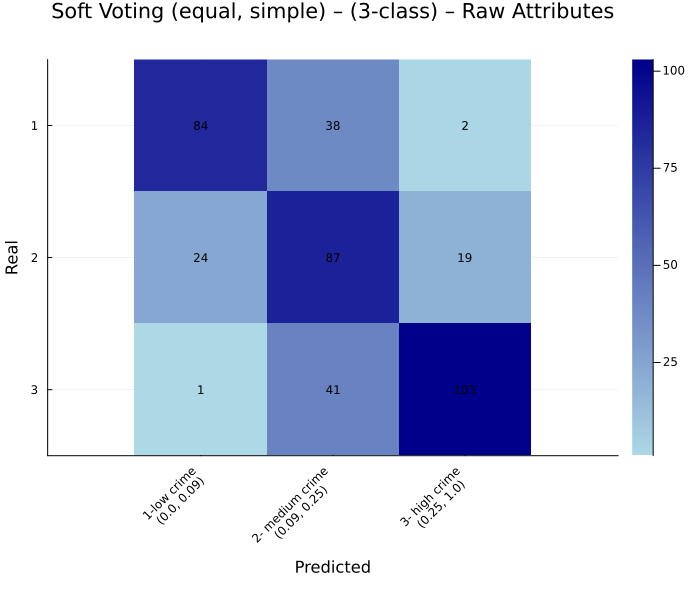 Soft Voting (equal, simple) – (3-class) – Raw Attributes
100
1 84 38 2
75
Real
2 24 87 19
50
25
3 1 41 103
1-low crime
(0.0, 0.09)
2- medium crime
(0.09, 0.25)
3- high crime
(0.25, 1.0)
Predicted